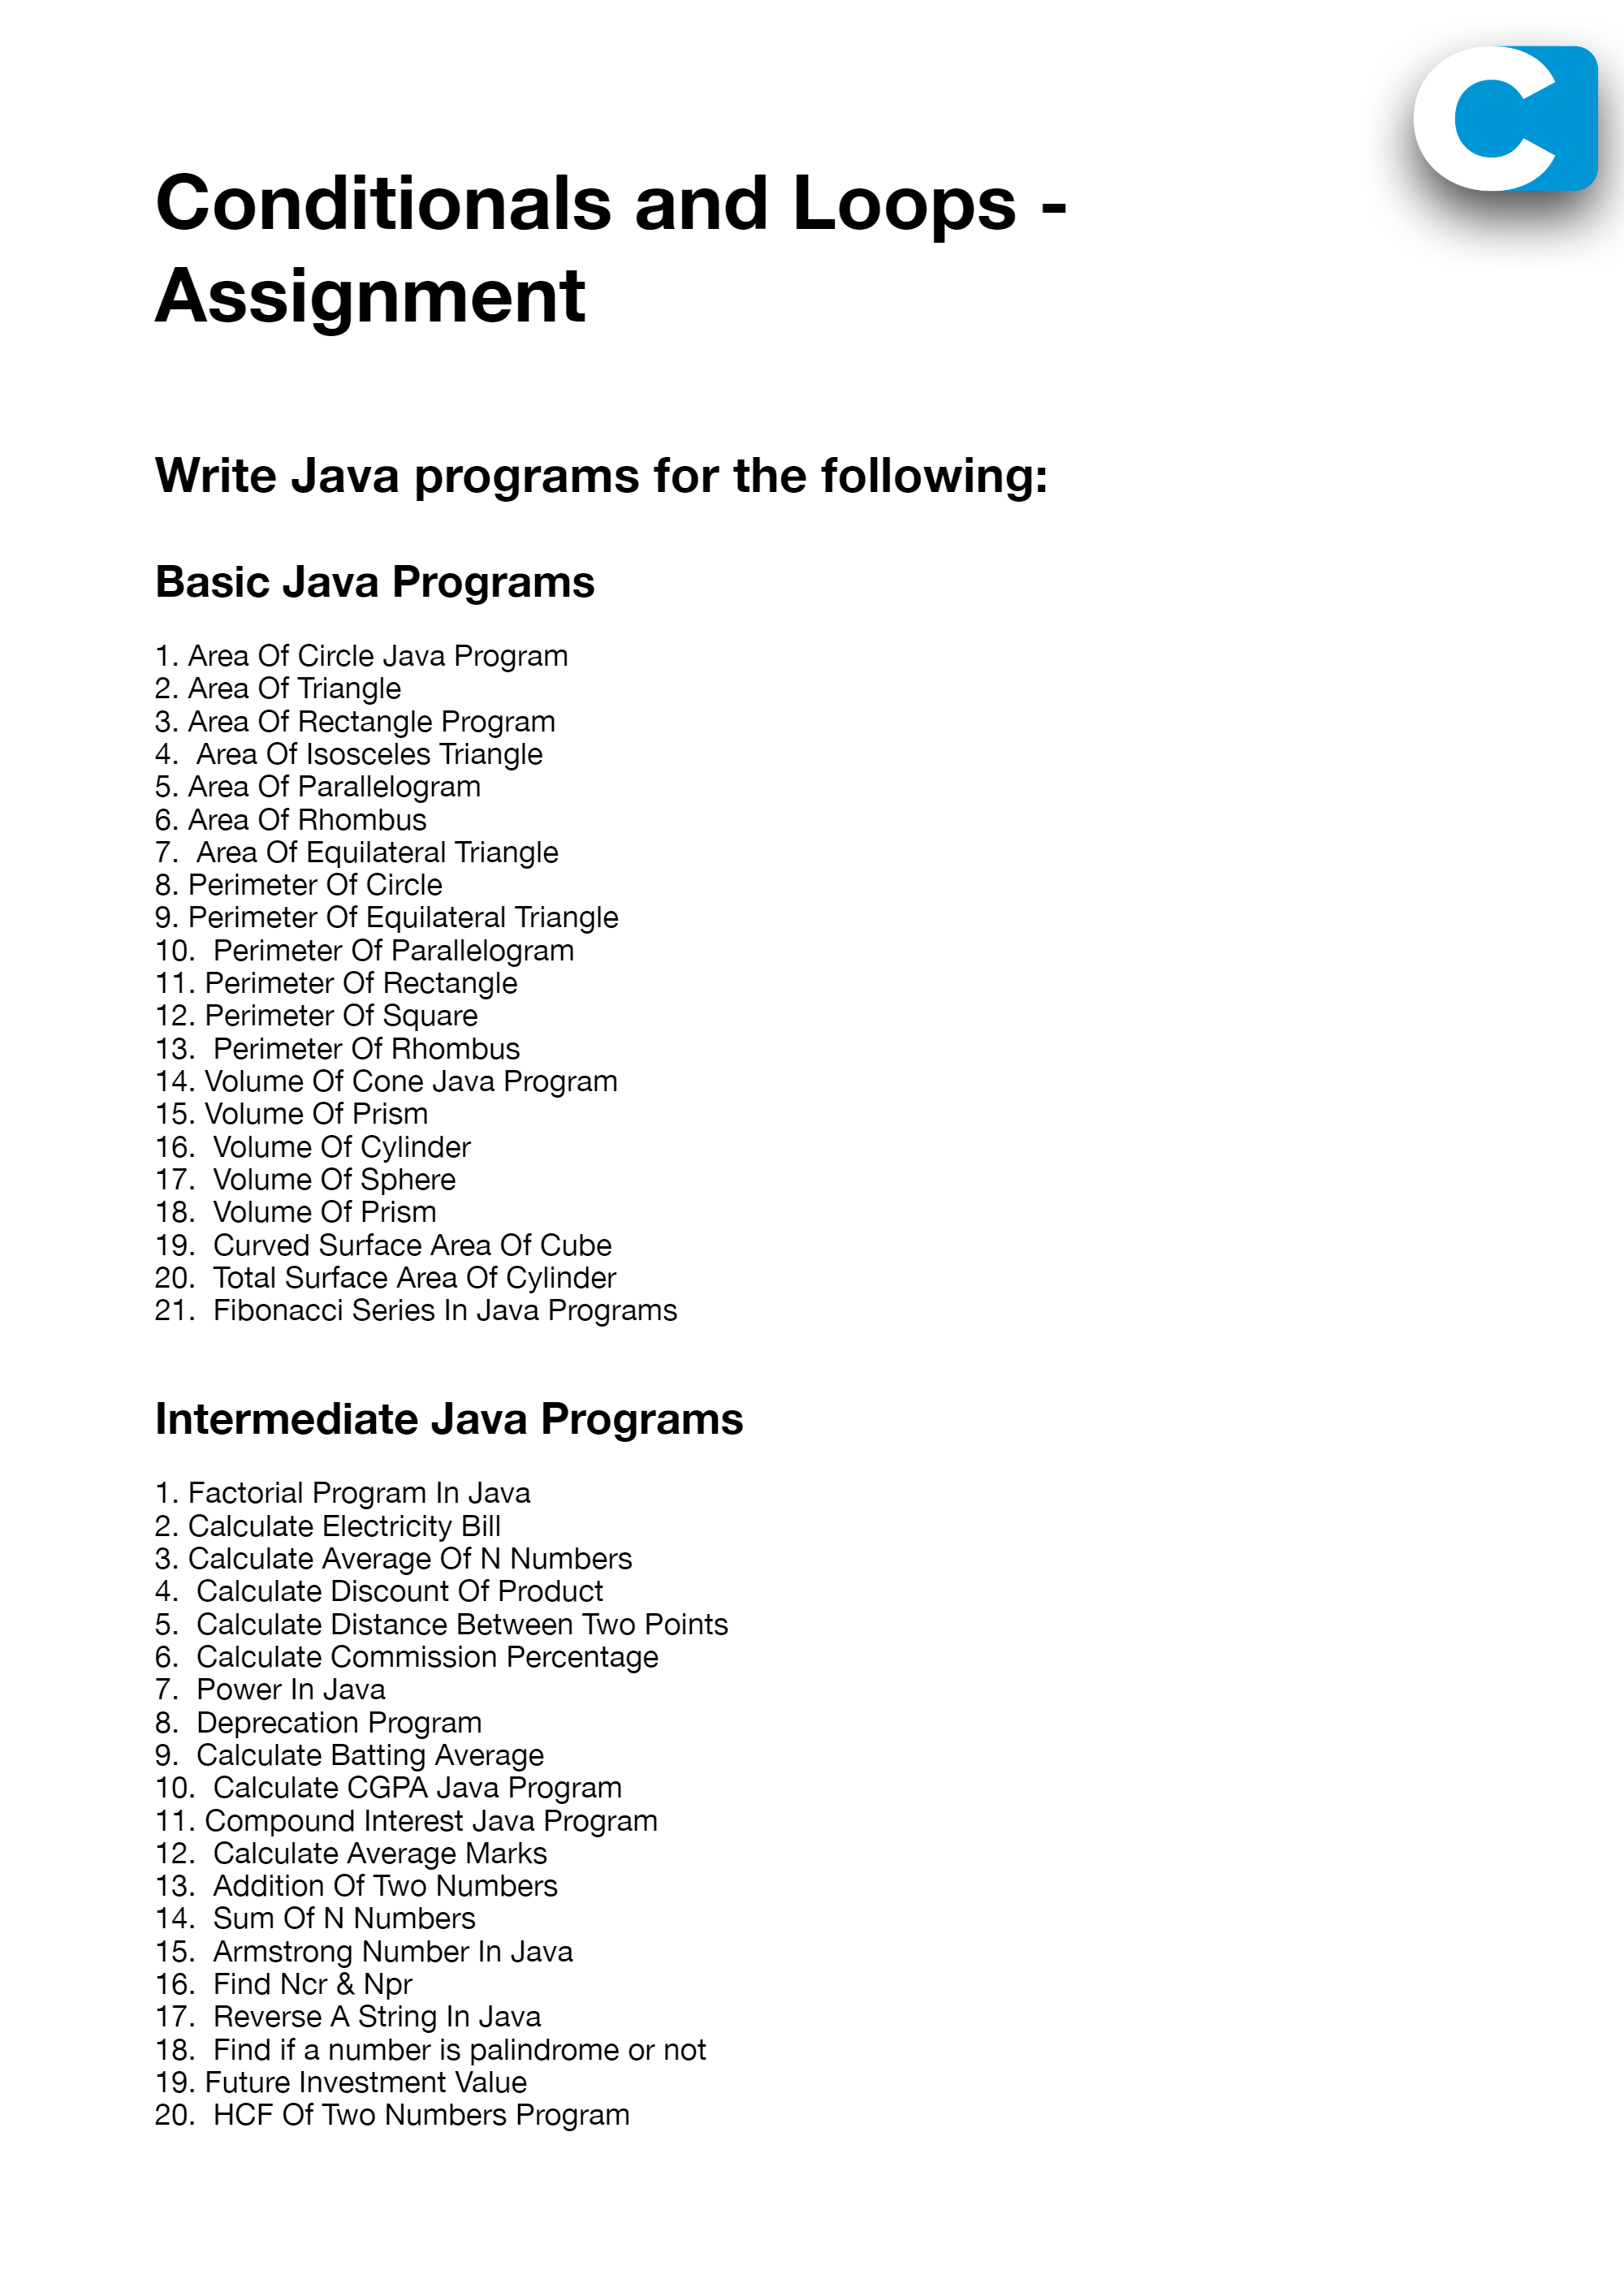 C
Conditionals and Loops -
Assignment
Write Java programs for the following:
Basic Java Programs
1. Area Of Circle Java Program
2. Area Of Triangle
3. Area Of Rectangle Program
4.  Area Of Isosceles Triangle
5. Area Of Parallelogram
6. Area Of Rhombus
7.  Area Of Equilateral Triangle
8. Perimeter Of Circle
9. Perimeter Of Equilateral Triangle
10.  Perimeter Of Parallelogram
11. Perimeter Of Rectangle
12. Perimeter Of Square
13.  Perimeter Of Rhombus
14. Volume Of Cone Java Program
15. Volume Of Prism
16.  Volume Of Cylinder
17.  Volume Of Sphere
18.  Volume Of Prism
19.  Curved Surface Area Of Cube
20.  Total Surface Area Of Cylinder
21.  Fibonacci Series In Java Programs
Intermediate Java Programs
1. Factorial Program In Java
2. Calculate Electricity Bill
3. Calculate Average Of N Numbers
4.  Calculate Discount Of Product
5.  Calculate Distance Between Two Points
6.  Calculate Commission Percentage
7.  Power In Java
8.  Deprecation Program
9.  Calculate Batting Average
10.  Calculate CGPA Java Program
11. Compound Interest Java Program
12.  Calculate Average Marks
13.  Addition Of Two Numbers
14.  Sum Of N Numbers
15.  Armstrong Number In Java
16.  Find Ncr & Npr
17.  Reverse A String In Java
18.  Find if a number is palindrome or not
19. Future Investment Value
20.  HCF Of Two Numbers Program